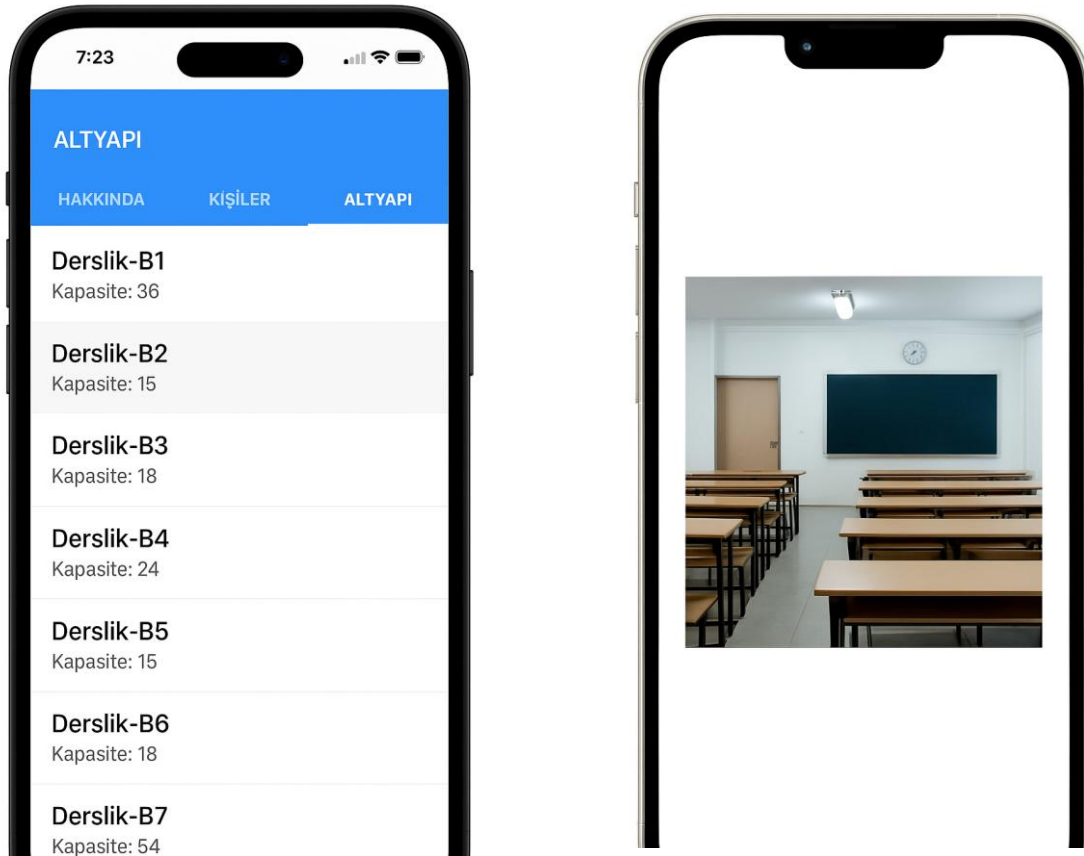 7:23
ALTYAPI
HAKKINDA KİŞİLER ALTYAPI
Derslik-B1
Kapasite: 36
Derslik-B2
Kapasite: 15
Derslik-B3
Kapasite: 18
Derslik-B4
Kapasite: 24
Derslik-B5
Kapasite: 15
Derslik-B6
Kapasite: 18
Derslik-B7
Kapasite: 54